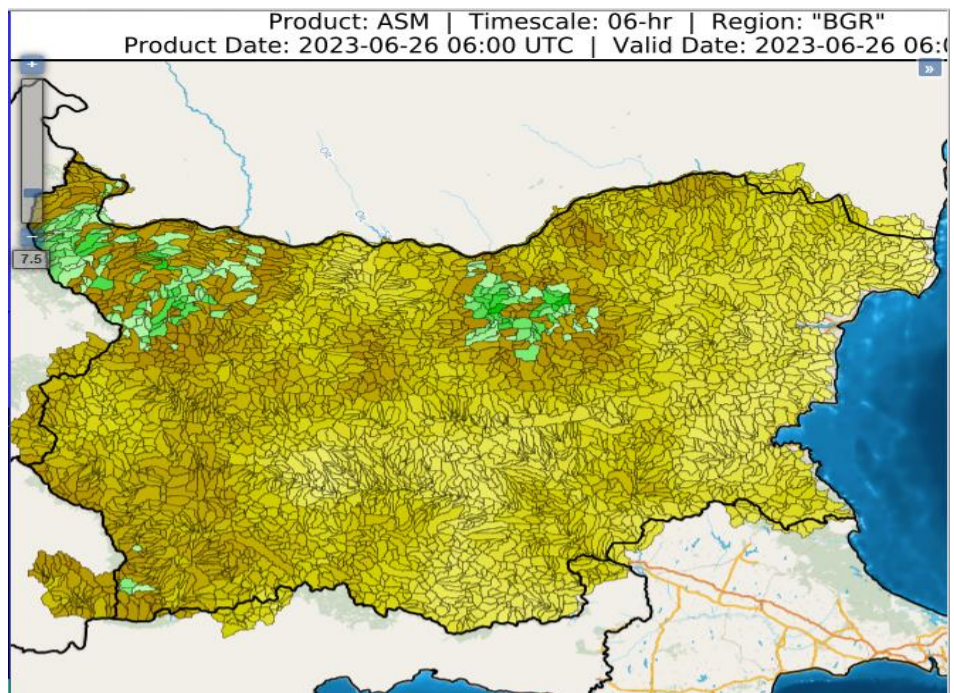 Product: ASM | Timescale: 06-hr | Region: "BGR"
Product Date: 2023-06-26 06:00 UTC | Valid Date: 2023-06-26 06:
+
»
7.5